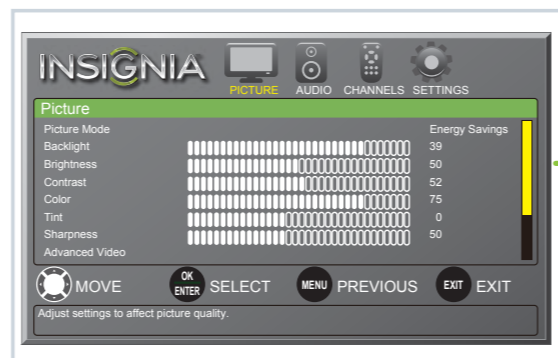 INSIGNIA
PICTURE AUDIO CHANNELS SETTINGS
Picture
Picture Mode Energy Savings
Backlight 39
Brightness 50
Contrast 52
Color 75
Tint 0
Sharpness 50
Advanced Video
MOVE OK ENTER SELECT MENU PREVIOUS EXIT EXIT
Adjust settings to affect picture quality.